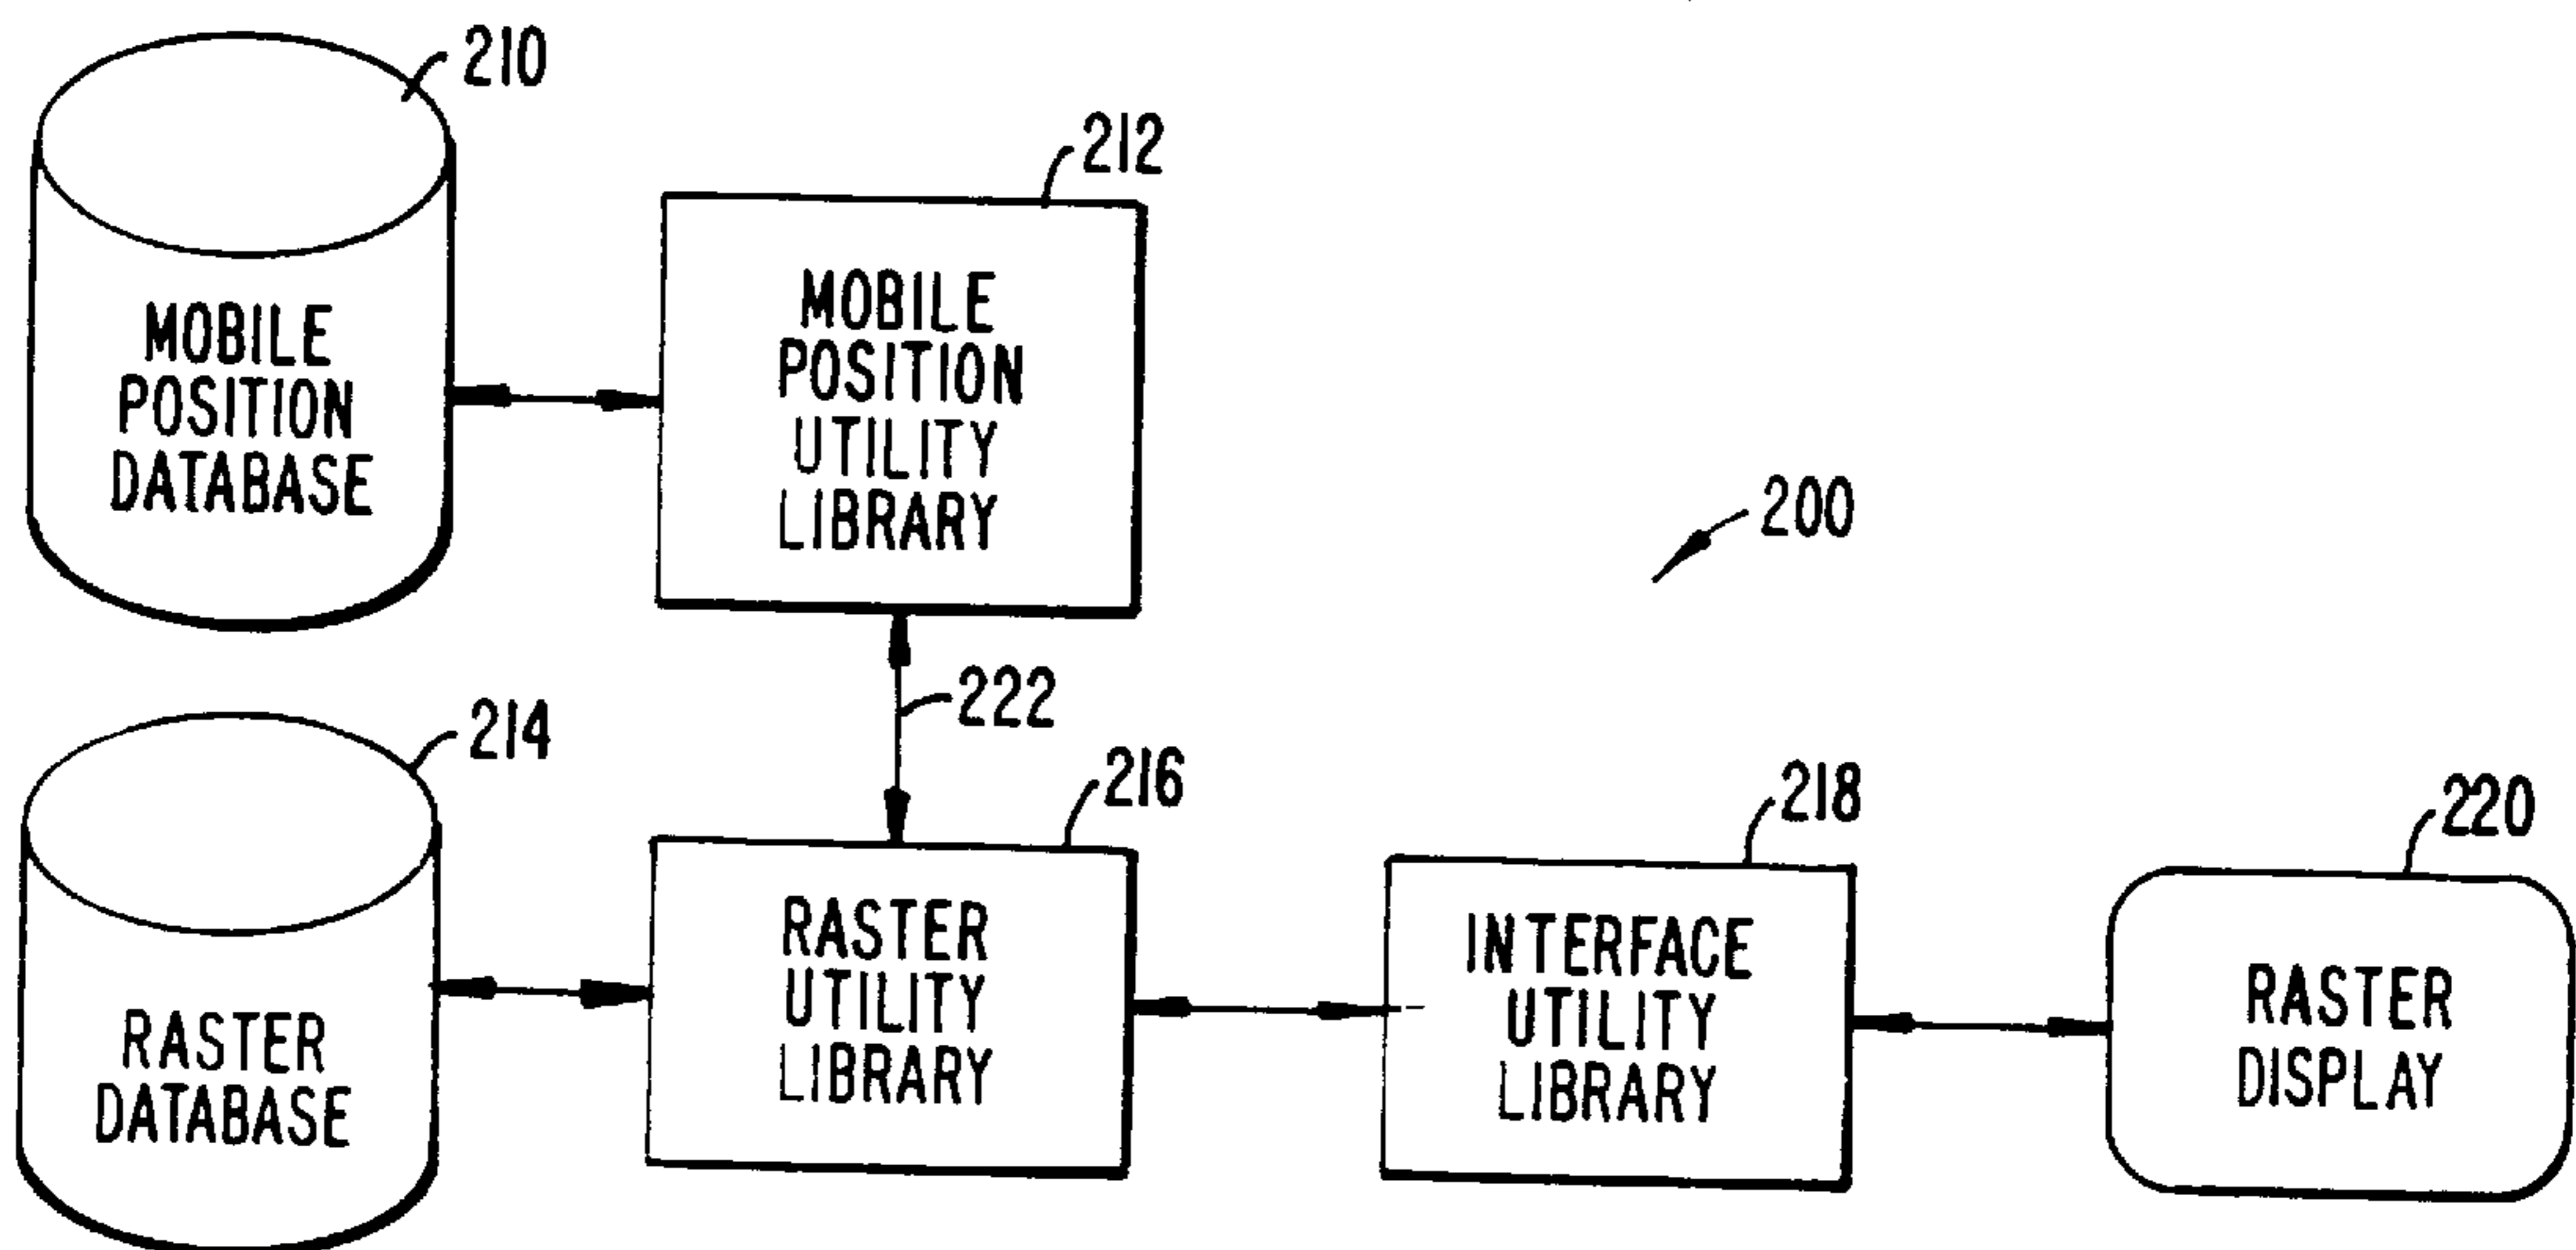 210
MOBILE
POSITION
DATABASE
212
MOBILE
POSITION
UTILITY
LIBRARY
200
222
214
RASTER
DATABASE
216
RASTER
UTILITY
LIBRARY
218
INTERFACE
UTILITY
LIBRARY
220
RASTER
DISPLAY